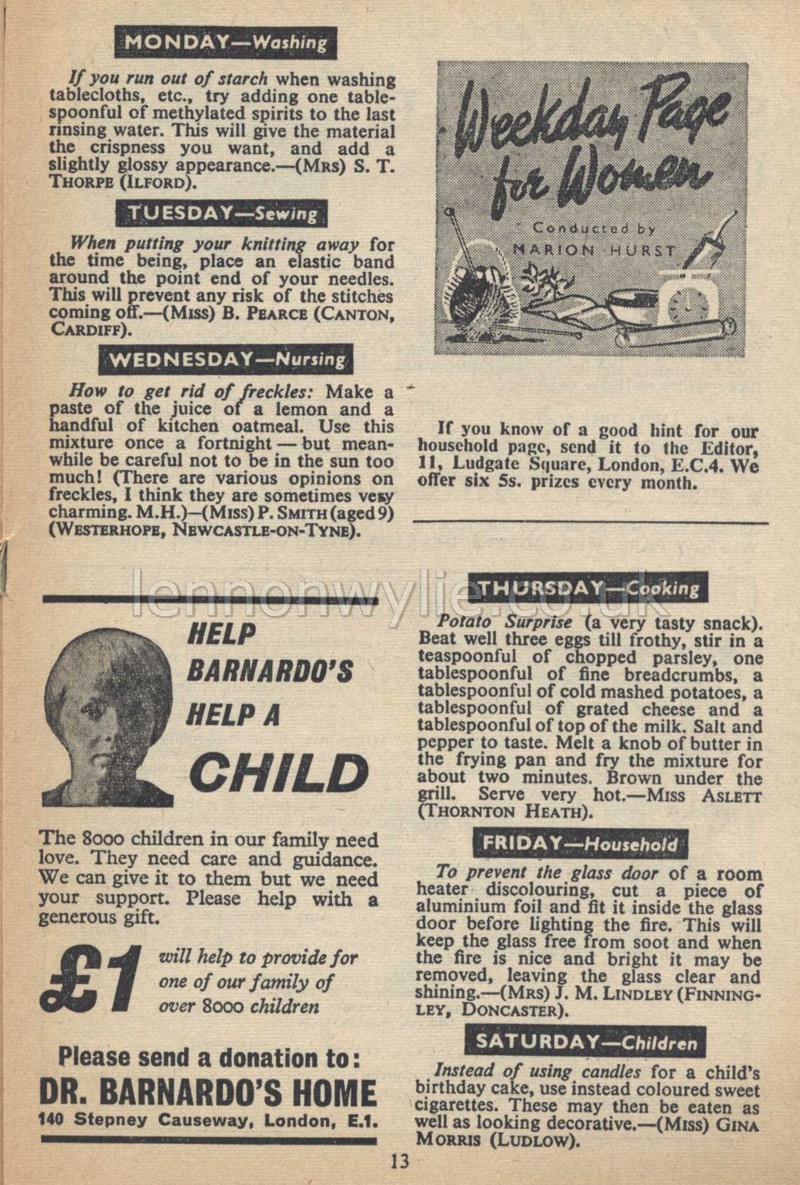 MONDAY—Washing
If you run out of starch when washing
tablecloths, etc., try adding one table-
spoonful of methylated spirits to the last
rinsing water. This will give the material
the crispness you want, and add a
slightly glossy appearance.—(MRS) S. T.
THORPE (ILFORD).
TUESDAY—Sewing
When putting your knitting away for
the time being, place an elastic band
around the point end of your needles.
This will prevent any risk of the stitches
coming off.—(MISS) B. PEARCE (CANTON,
CARDIFF).
WEDNESDAY—Nursing
How to get rid of freckles: Make a
paste of the juice of a lemon and a
handful of kitchen oatmeal. Use this
mixture once a fortnight — but mean-
while be careful not to be in the sun too
much! (There are various opinions on
freckles, I think they are sometimes very
charming. M.H.)—(MISS) P. SMITH (aged 9)
(WESTERHOPE, NEWCASTLE-ON-TYNE).
HELP
BARNARDO'S
HELP A
CHILD
The 8000 children in our family need
love. They need care and guidance.
We can give it to them but we need
your support. Please help with a
generous gift.
£1 will help to provide for
one of our family of
over 8000 children
Please send a donation to:
DR. BARNARDO'S HOME
140 Stepney Causeway, London, E.1.
Weekday Page
for Women
Conducted by
MARION HURST
If you know of a good hint for our
household page, send it to the Editor,
11, Ludgate Square, London, E.C.4. We
offer six 5s. prizes every month.
lennonwylie.co.uk
THURSDAY—Cooking
Potato Surprise (a very tasty snack).
Beat well three eggs till frothy, stir in a
teaspoonful of chopped parsley, one
tablespoonful of fine breadcrumbs, a
tablespoonful of cold mashed potatoes, a
tablespoonful of grated cheese and a
tablespoonful of top of the milk. Salt and
pepper to taste. Melt a knob of butter in
the frying pan and fry the mixture for
about two minutes. Brown under the
grill. Serve very hot.—MISS ASLETT
(THORNTON HEATH).
FRIDAY—Household
To prevent the glass door of a room
heater discolouring, cut a piece of
aluminium foil and fit it inside the glass
door before lighting the fire. This will
keep the glass free from soot and when
the fire is nice and bright it may be
removed, leaving the glass clear and
shining.—(MRS) J. M. LINDLEY (FINNING-
LEY, DONCASTER).
SATURDAY—Children
Instead of using candles for a child's
birthday cake, use instead coloured sweet
cigarettes. These may then be eaten as
well as looking decorative.—(MISS) GINA
MORRIS (LUDLOW).
13